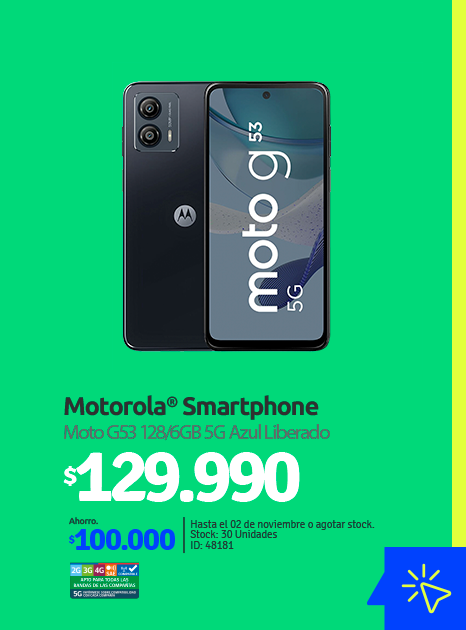 moto g53
5G
Motorola® Smartphone
Moto G53 128/6GB 5G Azul Liberado
$129.990
Ahorro.
$100.000
Hasta el 02 de noviembre o agotar stock.
Stock: 30 Unidades
ID: 48181
2G 3G 4G
SAE
APTO PARA TODAS LAS
BANDAS DE LAS COMPAÑÍAS
5G